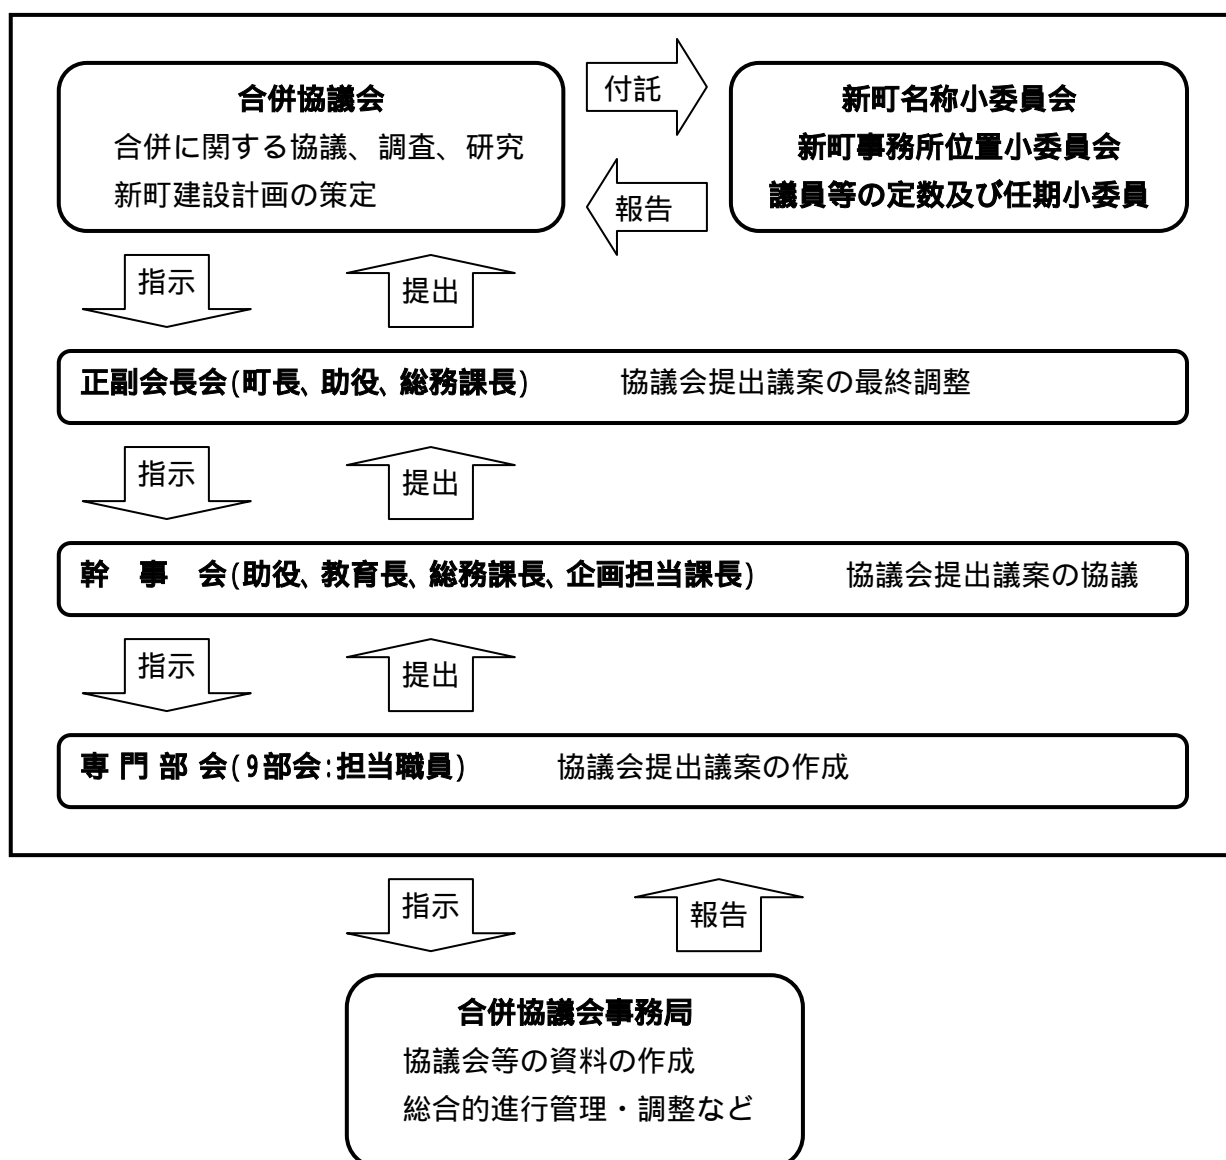 合併協議会
合併に関する協議、調査、研究
新町建設計画の策定
付託
報告
新町名称小委員会
新町事務所位置小委員会
議員等の定数及び任期小委員
指示
提出
正副会長会(町長、助役、総務課長) 協議会提出議案の最終調整
指示
提出
幹 事 会(助役、教育長、総務課長、企画担当課長) 協議会提出議案の協議
指示
提出
専 門 部 会(9部会:担当職員) 協議会提出議案の作成
指示
報告
合併協議会事務局
協議会等の資料の作成
総合的進行管理・調整など